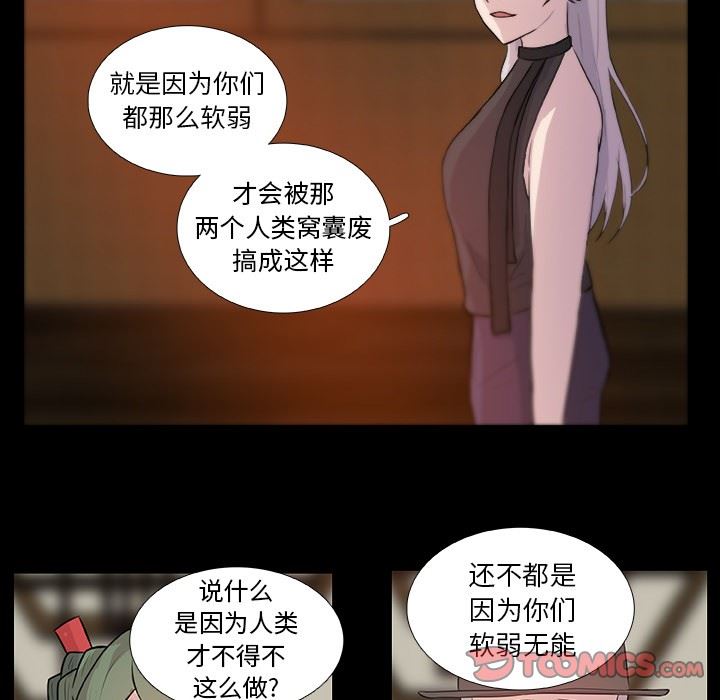 就是因为你们
都那么软弱
才会被那
两个人类窝囊废
搞成这样
说什么
是因为人类
才不得不
这么做?
还不都是
因为你们
软弱无能
TOOMICS.COM